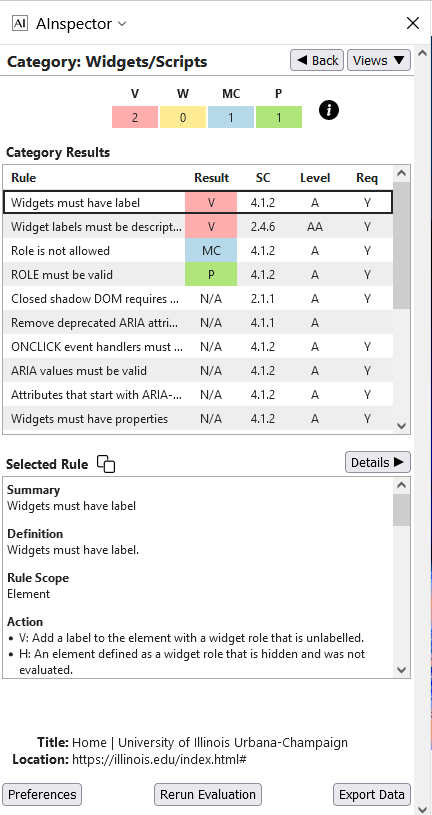 AI AInspector
Category: Widgets/Scripts
◀ Back
Views ▼
V W MC P
2 0 1 1
i
Category Results
Rule Result SC Level Req
Widgets must have label V 4.1.2 A Y
Widget labels must be descript... V 2.4.6 AA Y
Role is not allowed MC 4.1.2 A Y
ROLE must be valid P 4.1.2 A Y
Closed shadow DOM requires ... N/A 2.1.1 A Y
Remove deprecated ARIA attri... N/A 4.1.1 A
ONCLICK event handlers must ... N/A 4.1.2 A Y
ARIA values must be valid N/A 4.1.2 A Y
Attributes that start with ARIA-... N/A 4.1.2 A Y
Widgets must have properties N/A 4.1.2 A Y
Selected Rule
Details ▶
Summary
Widgets must have label
Definition
Widgets must have label.
Rule Scope
Element
Action
• V: Add a label to the element with a widget role that is unlabelled.
• H: An element defined as a widget role that is hidden and was not
evaluated.
Title: Home | University of Illinois Urbana-Champaign
Location: https://illinois.edu/index.html#
Preferences
Rerun Evaluation
Export Data